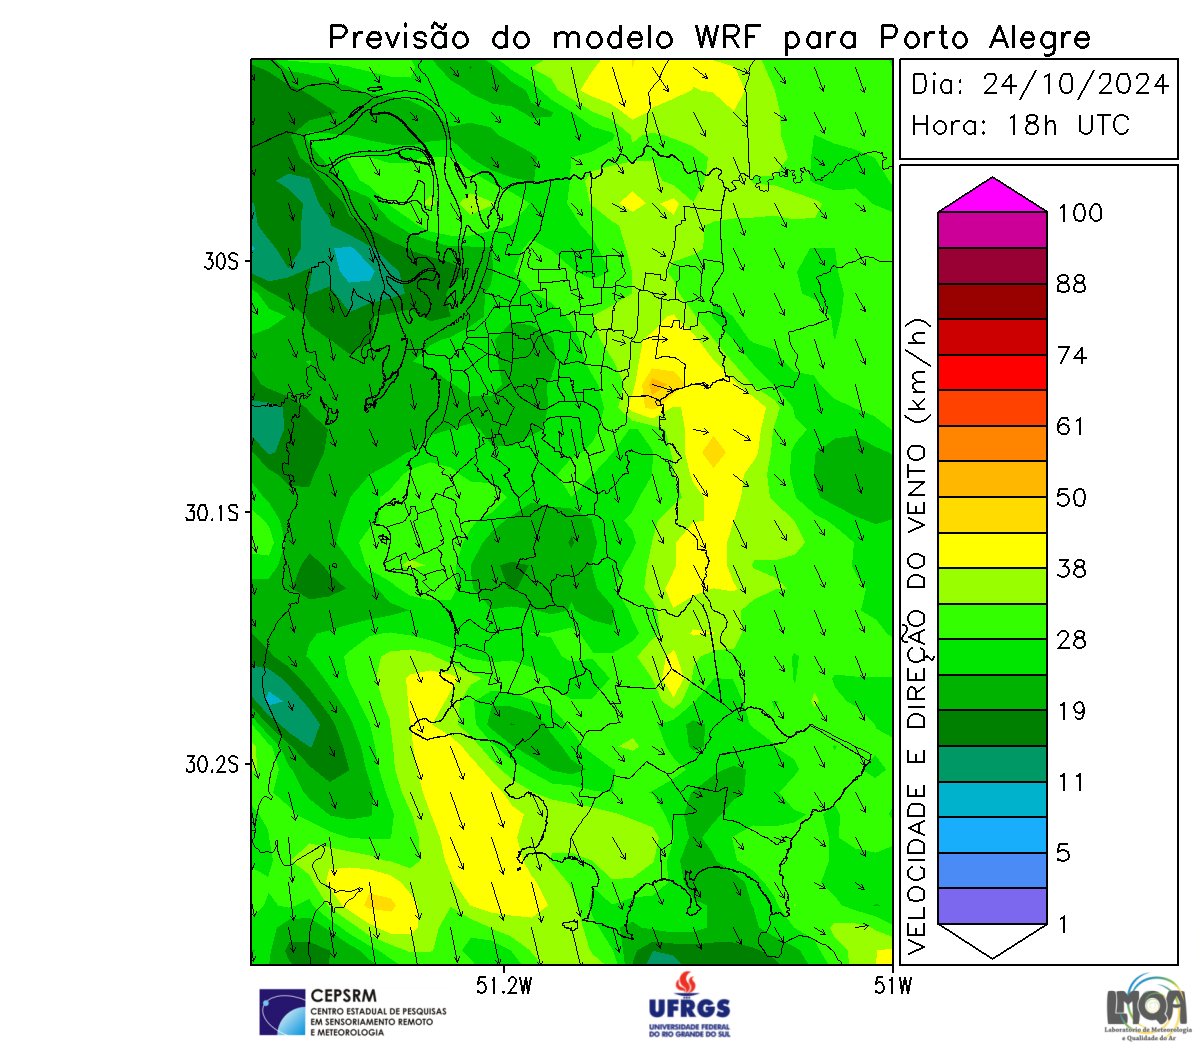 Previsão do modelo WRF para Porto Alegre
Dia: 24/10/2024
Hora: 18h UTC
30S
30.1S
30.2S
51.2W
51W
VELOCIDADE E DIREÇÃO DO VENTO (km/h)
100
88
74
61
50
38
28
19
11
5
1
CEPSRM
CENTRO ESTADUAL DE PESQUISAS
EM SENSORIAMENTO REMOTO
E METEOROLOGIA
UFRGS
UNIVERSIDADE FEDERAL
DO RIO GRANDE DO SUL
LMQA
Laboratório de Meteorologia
e Qualidade do Ar